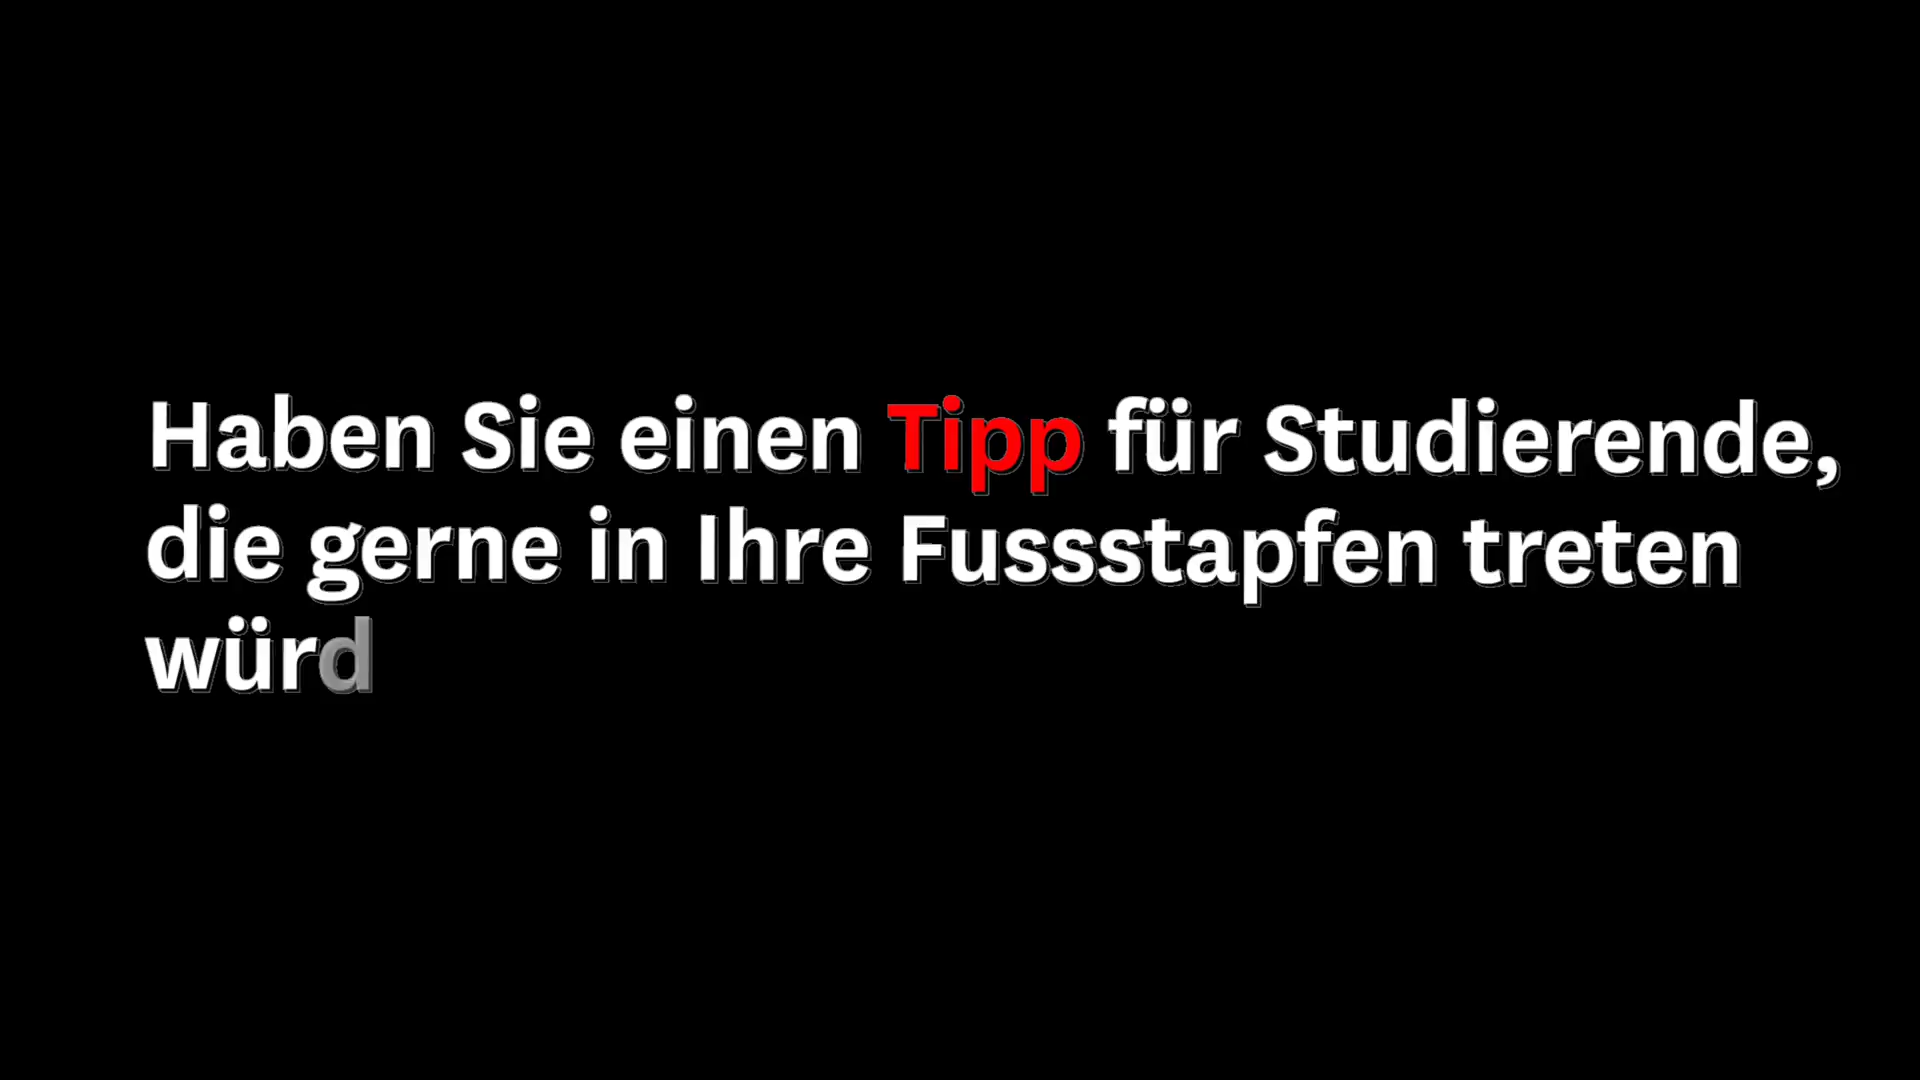 Haben Sie einen Tipp für Studierende,
die gerne in Ihre Fussstapfen treten
würd